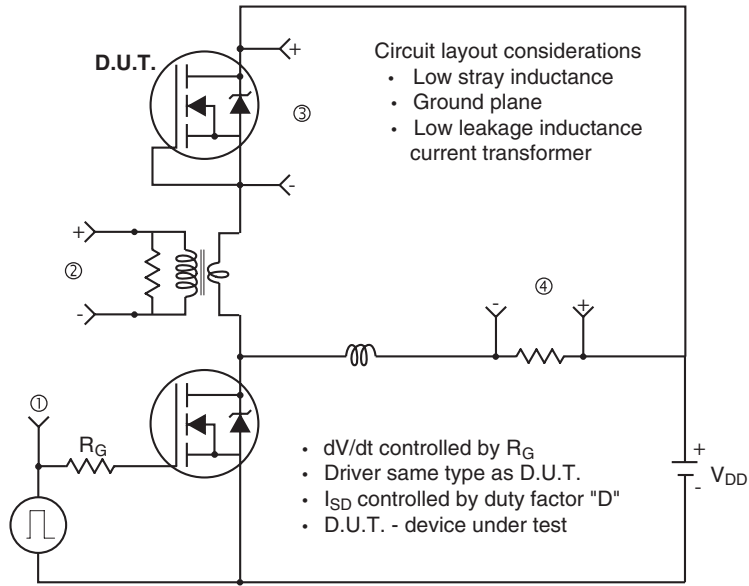 D.U.T.
+
-
③
Circuit layout considerations
• Low stray inductance
• Ground plane
• Low leakage inductance
current transformer
+
②
-
④
-
+
①
R_G
• dV/dt controlled by R_G
• Driver same type as D.U.T.
• I_SD controlled by duty factor "D"
• D.U.T. - device under test
+
-
V_DD